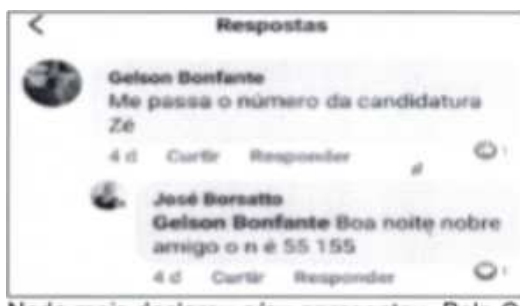 Respostas
Gelson Bonfante
Me passa o número da candidatura
Zé
4 d Curtir Responder
José Borsatto
Gelson Bonfante Boa noite nobre
amigo o n é 55 155
4 d Curtir Responder